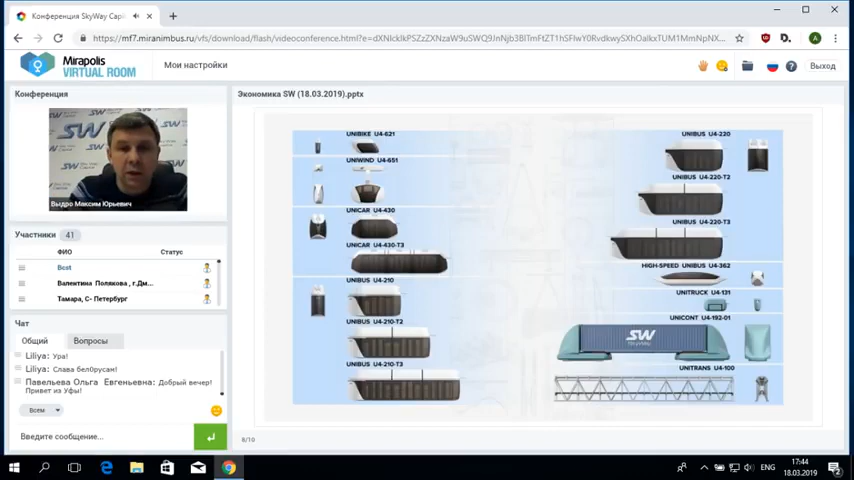 Конференция SkyWay Capi
https://mf7.miranimbus.ru/vfs/download/flash/videoconference.html?e=
Mirapolis
VIRTUAL ROOM
Мои настройки
Выход
Конференция
Экономика SW (18.03.2019).pptx
SW
Выдро Максим Юрьевич
Участники 41
ФИО Статус
Валентина Полякова , г.Дм...
Тамара, С- Петербург
Чат
Общий Вопросы
Liliya: Ура!
Liliya: Слава бел0русам!
Павельева Ольга Евгеньевна: Добрый вечер! Привет из Уфы!
Всем
Введите сообщение...
UNIBIKE U4-621
UNIWIND U4-651
UNICAR U4-430
UNICAR U4-430-T3
UNIBUS U4-210
UNIBUS U4-210-T2
UNIBUS U4-210-T3
UNIBUS U4-220
UNIBUS U4-220-T2
UNIBUS U4-220-T3
HIGH-SPEED UNIBUS U4-362
UNITRUCK U4-131
UNICONT U4-192-01
SW
SkyWay
UNITRANS U4-100
8/10
ENG
17:44
18.03.2019